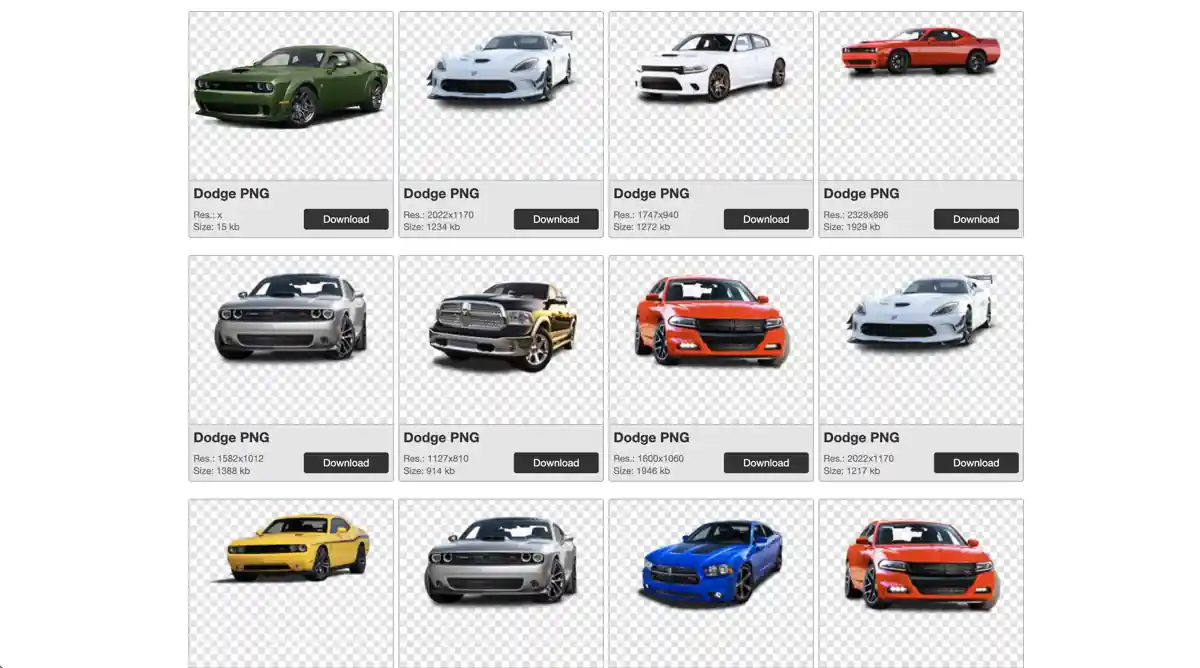 Dodge PNG
Res.: x
Size: 15 kb
Download
Dodge PNG
Res.: 2022x1170
Size: 1234 kb
Download
Dodge PNG
Res.: 1747x940
Size: 1272 kb
Download
Dodge PNG
Res.: 2328x896
Size: 1929 kb
Download
Dodge PNG
Res.: 1582x1012
Size: 1388 kb
Download
Dodge PNG
Res.: 1127x810
Size: 914 kb
Download
Dodge PNG
Res.: 1600x1060
Size: 1946 kb
Download
Dodge PNG
Res.: 2022x1170
Size: 1217 kb
Download